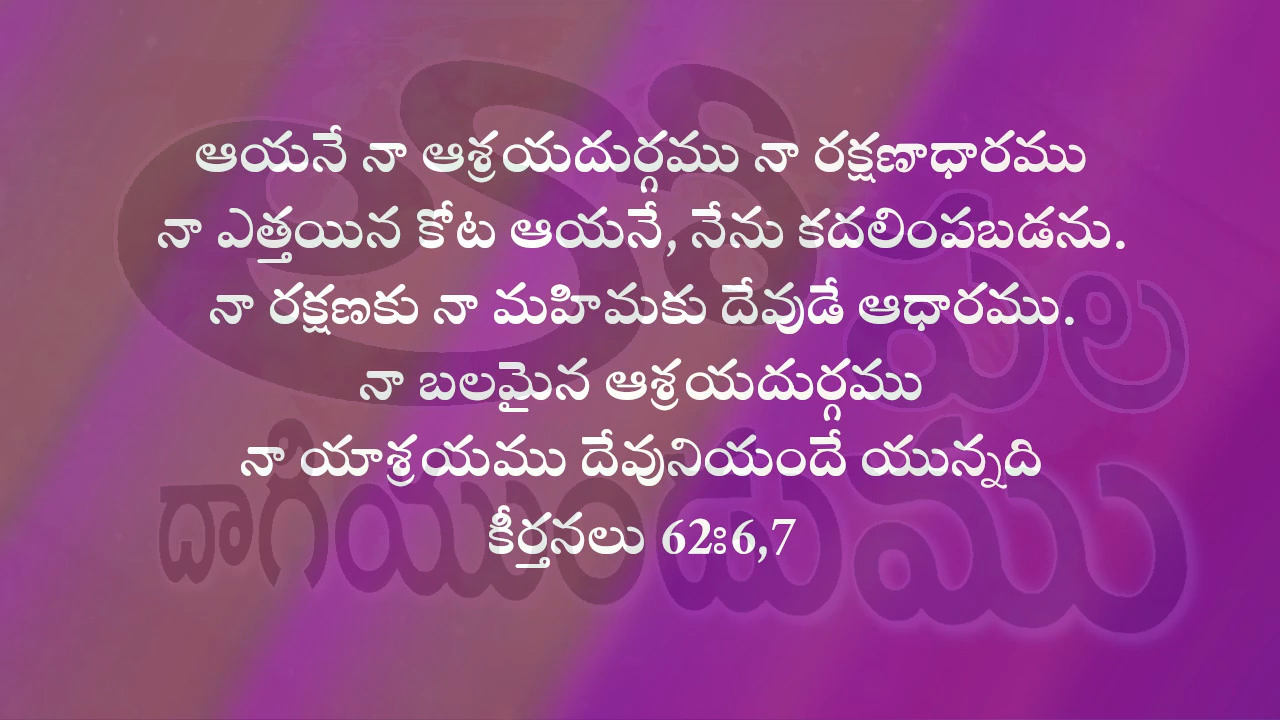 ఆయనే నా ఆశ్రయదుర్గము నా రక్షణాధారము
నా ఎత్తయిన కోట ఆయనే, నేను కదలింపబడను.
నా రక్షణకు నా మహిమకు దేవుడే ఆధారము.
నా బలమైన ఆశ్రయదుర్గము
నా యాశ్రయము దేవునియందే యున్నది
కీర్తనలు 62ః6,7
దాగియుండుము